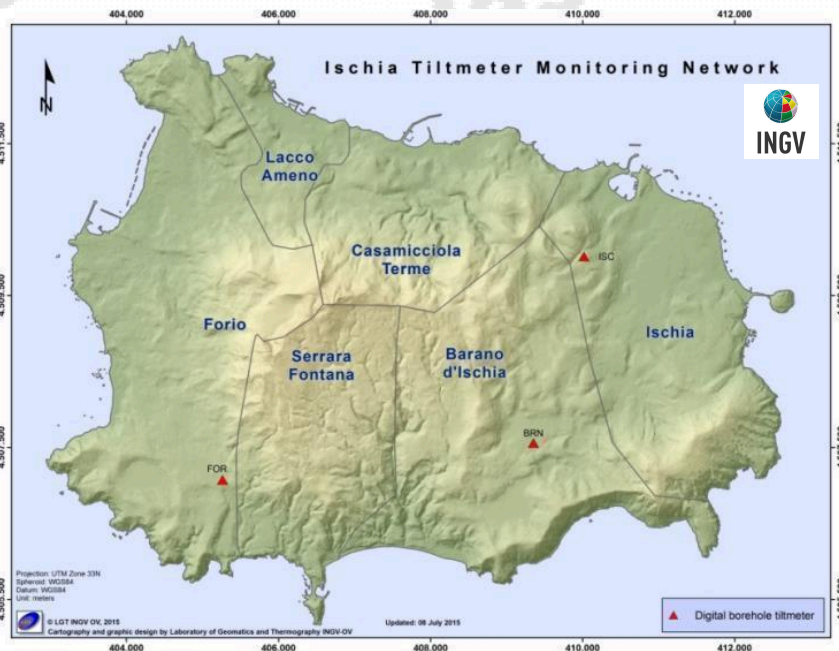 404.000 406.000 408.000 410.000 412.000
Ischia Tiltmeter Monitoring Network
N
INGV
Lacco
Ameno
Casamicciola
Terme
ISC
Forio
Ischia
Serrara
Fontana
Barano
d'Ischia
BRN
FOR
Projection: UTM Zone 33N
Spheroid: WGS84
Datum: WGS84
Unit: meters
© LGT INGV OV, 2015
Cartography and graphic design by Laboratory of Geomatics and Thermography INGV-OV
Updated: 08 July 2015
Digital borehole tiltmeter
404.000 406.000 408.000 410.000 412.000